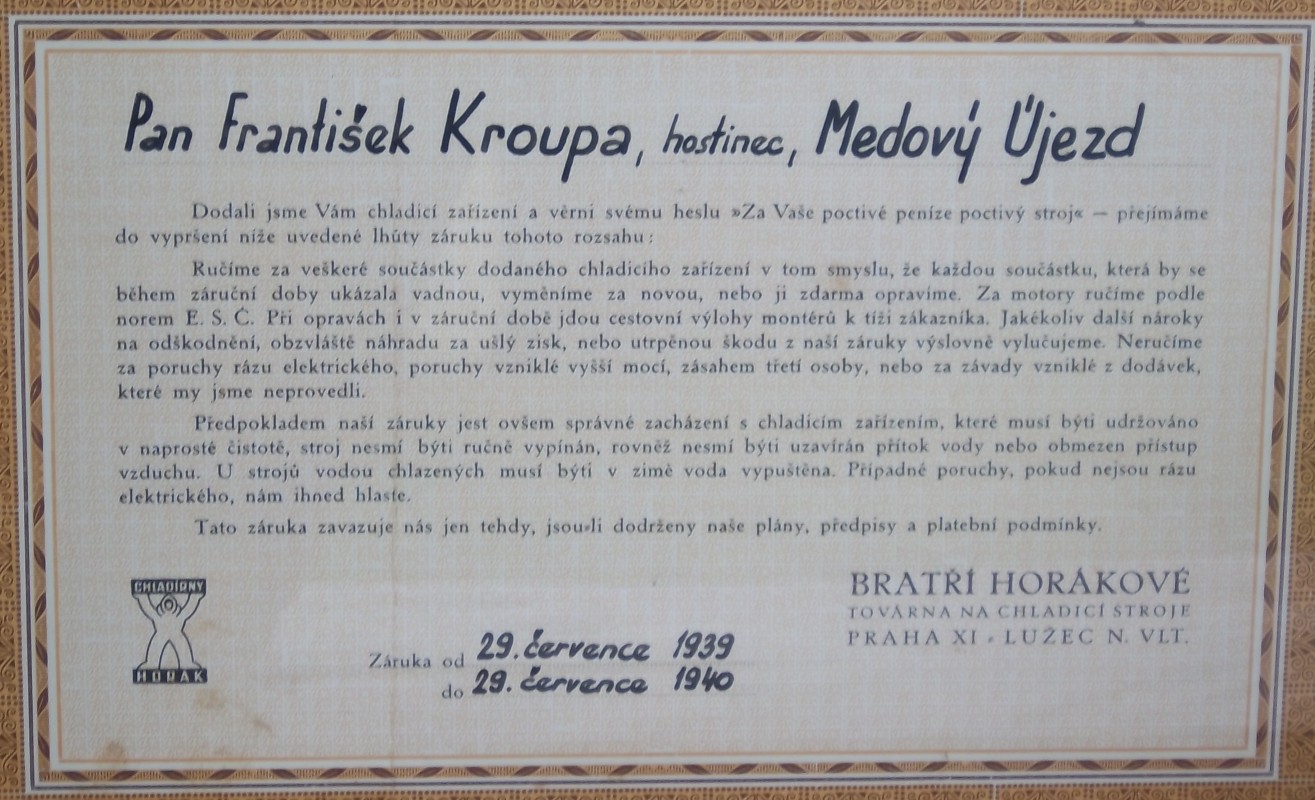 Pan František Kroupa, hostinec, Medový Újezd
Dodali jsme Vám chladicí zařízení a věrni svému heslu »Za Vaše poctivé peníze poctivý stroj« — přejímáme
do vypršení níže uvedené lhůty záruku tohoto rozsahu:
Ručíme za veškeré součástky dodaného chladicího zařízení v tom smyslu, že každou součástku, která by se
během záruční doby ukázala vadnou, vyměníme za novou, nebo ji zdarma opravíme. Za motory ručíme podle
norem E. S. Č. Při opravách i v záruční době jdou cestovní výlohy montérů k tíži zákazníka. Jakékoliv další nároky
na odškodnění, obzvláště náhradu za ušlý zisk, nebo utrpěnou škodu z naší záruky výslovně vylučujeme. Neručíme
za poruchy rázu elektrického, poruchy vzniklé vyšší mocí, zásahem třetí osoby, nebo za závady vzniklé z dodávek,
které my jsme neprovedli.
Předpokladem naší záruky jest ovšem správné zacházení s chladicím zařízením, které musí býti udržováno
v naprosté čistotě, stroj nesmí býti ručně vypínán, rovněž nesmí býti uzavírán přítok vody nebo obmezen přístup
vzduchu. U strojů vodou chlazených musí býti v zimě voda vypuštěna. Případné poruchy, pokud nejsou rázu
elektrického, nám ihned hlaste.
Tato záruka zavazuje nás jen tehdy, jsou-li dodrženy naše plány, předpisy a platební podmínky.
CHLADÍRNY
HORÁK
Záruka od 29. července 1939
do 29. července 1940
BRATŘÍ HORÁKOVÉ
TOVÁRNA NA CHLADICÍ STROJE
PRAHA XI - LUŽEC N. VLT.